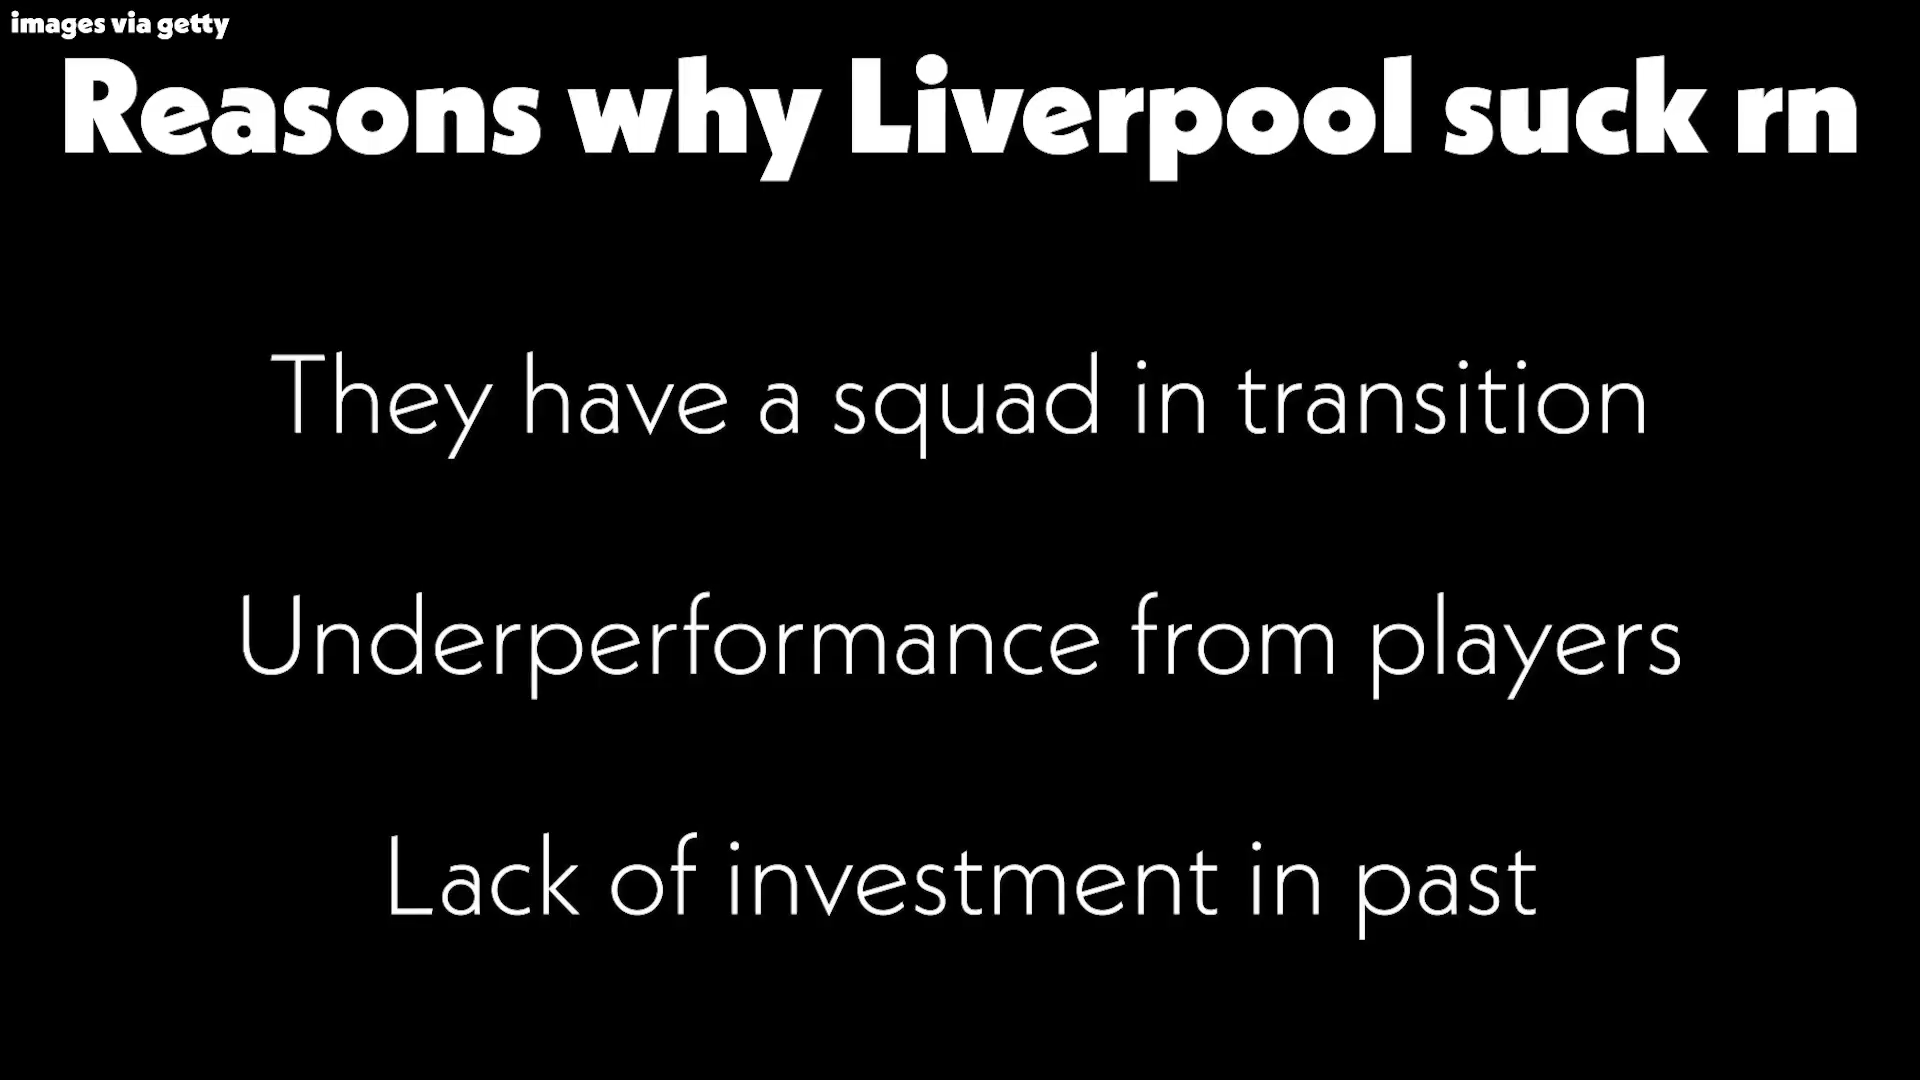 images via getty
Reasons why Liverpool suck rn
They have a squad in transition
Underperformance from players
Lack of investment in past